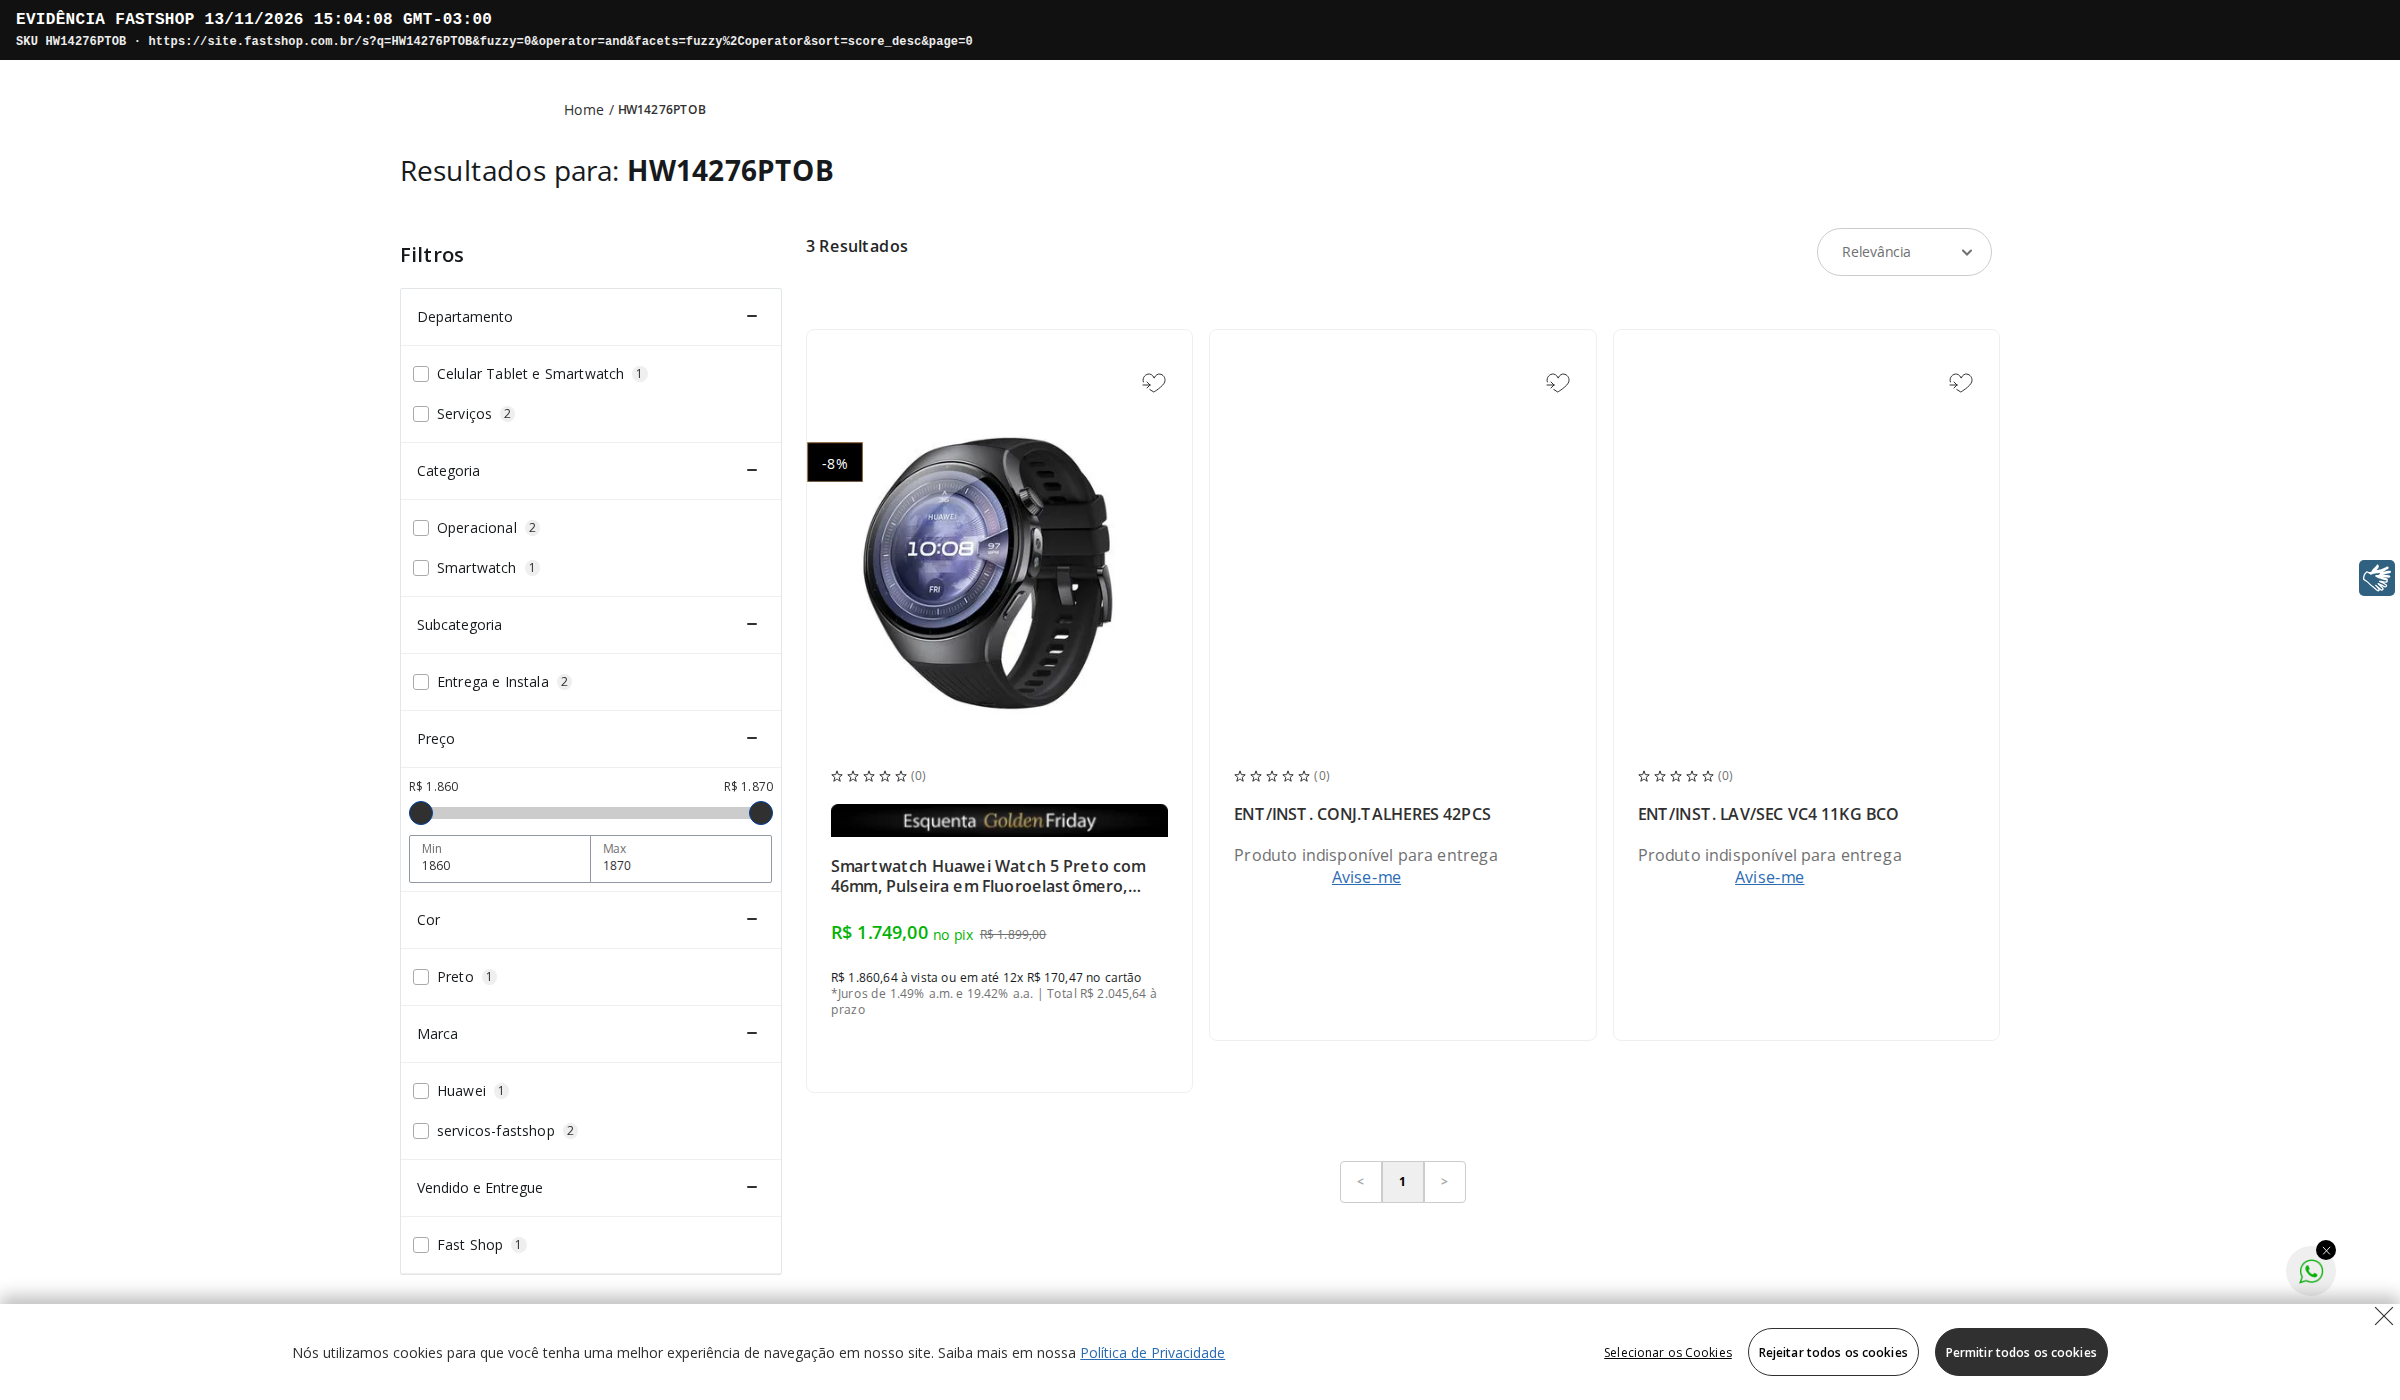 EVIDÊNCIA FASTSHOP 13/11/2026 15:04:08 GMT-03:00
SKU HW14276PTOB · https://site.fastshop.com.br/s?q=HW14276PTOB&fuzzy=0&operator=and&facets=fuzzy%2Coperator&sort=score_desc&page=0
Home / HW14276PTOB
Resultados para: HW14276PTOB
Filtros
3 Resultados
Relevância
Departamento
Celular Tablet e Smartwatch 1
Serviços 2
Categoria
Operacional 2
Smartwatch 1
Subcategoria
Entrega e Instala 2
Preço
R$ 1.860 R$ 1.870
Min Max
1860 1870
Cor
Preto 1
Marca
Huawei 1
servicos-fastshop 2
Vendido e Entregue
Fast Shop 1
-8%
HUAWEI
10:08
97
FRI
(0)
Esquenta Golden Friday
Smartwatch Huawei Watch 5 Preto com
46mm, Pulseira em Fluoroelastômero,...
R$ 1.749,00 no pix R$ 1.899,00
R$ 1.860,64 à vista ou em até 12x R$ 170,47 no cartão
*Juros de 1.49% a.m. e 19.42% a.a. | Total R$ 2.045,64 à
prazo
(0)
ENT/INST. CONJ.TALHERES 42PCS
Produto indisponível para entrega
Avise-me
(0)
ENT/INST. LAV/SEC VC4 11KG BCO
Produto indisponível para entrega
Avise-me
< 1 >
Nós utilizamos cookies para que você tenha uma melhor experiência de navegação em nosso site. Saiba mais em nossa Política de Privacidade
Selecionar os Cookies
Rejeitar todos os cookies
Permitir todos os cookies